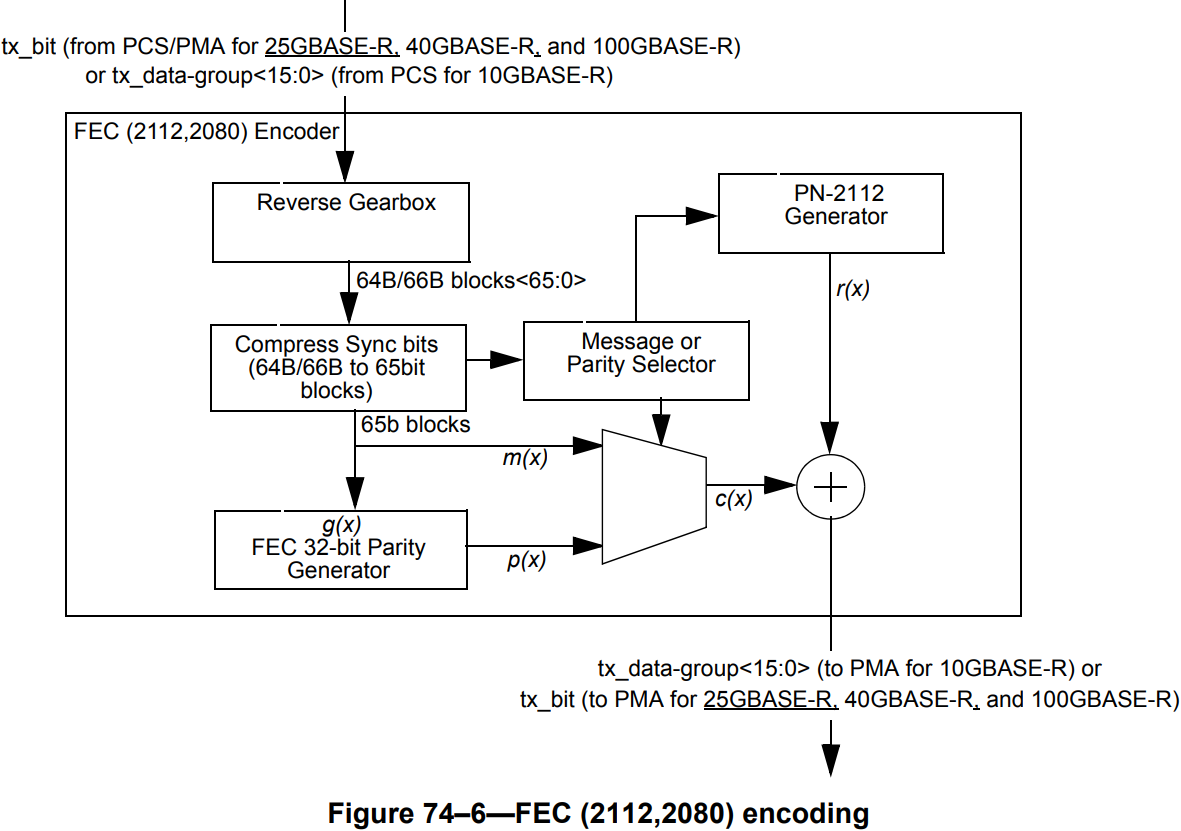 tx_bit (from PCS/PMA for 25GBASE-R, 40GBASE-R, and 100GBASE-R)
or tx_data-group<15:0> (from PCS for 10GBASE-R)
FEC (2112,2080) Encoder
Reverse Gearbox
PN-2112
Generator
64B/66B blocks<65:0>
r(x)
Compress Sync bits
(64B/66B to 65bit
blocks)
Message or
Parity Selector
65b blocks
m(x)
c(x)
+
g(x)
FEC 32-bit Parity
Generator
p(x)
tx_data-group<15:0> (to PMA for 10GBASE-R) or
tx_bit (to PMA for 25GBASE-R, 40GBASE-R, and 100GBASE-R)
Figure 74–6—FEC (2112,2080) encoding